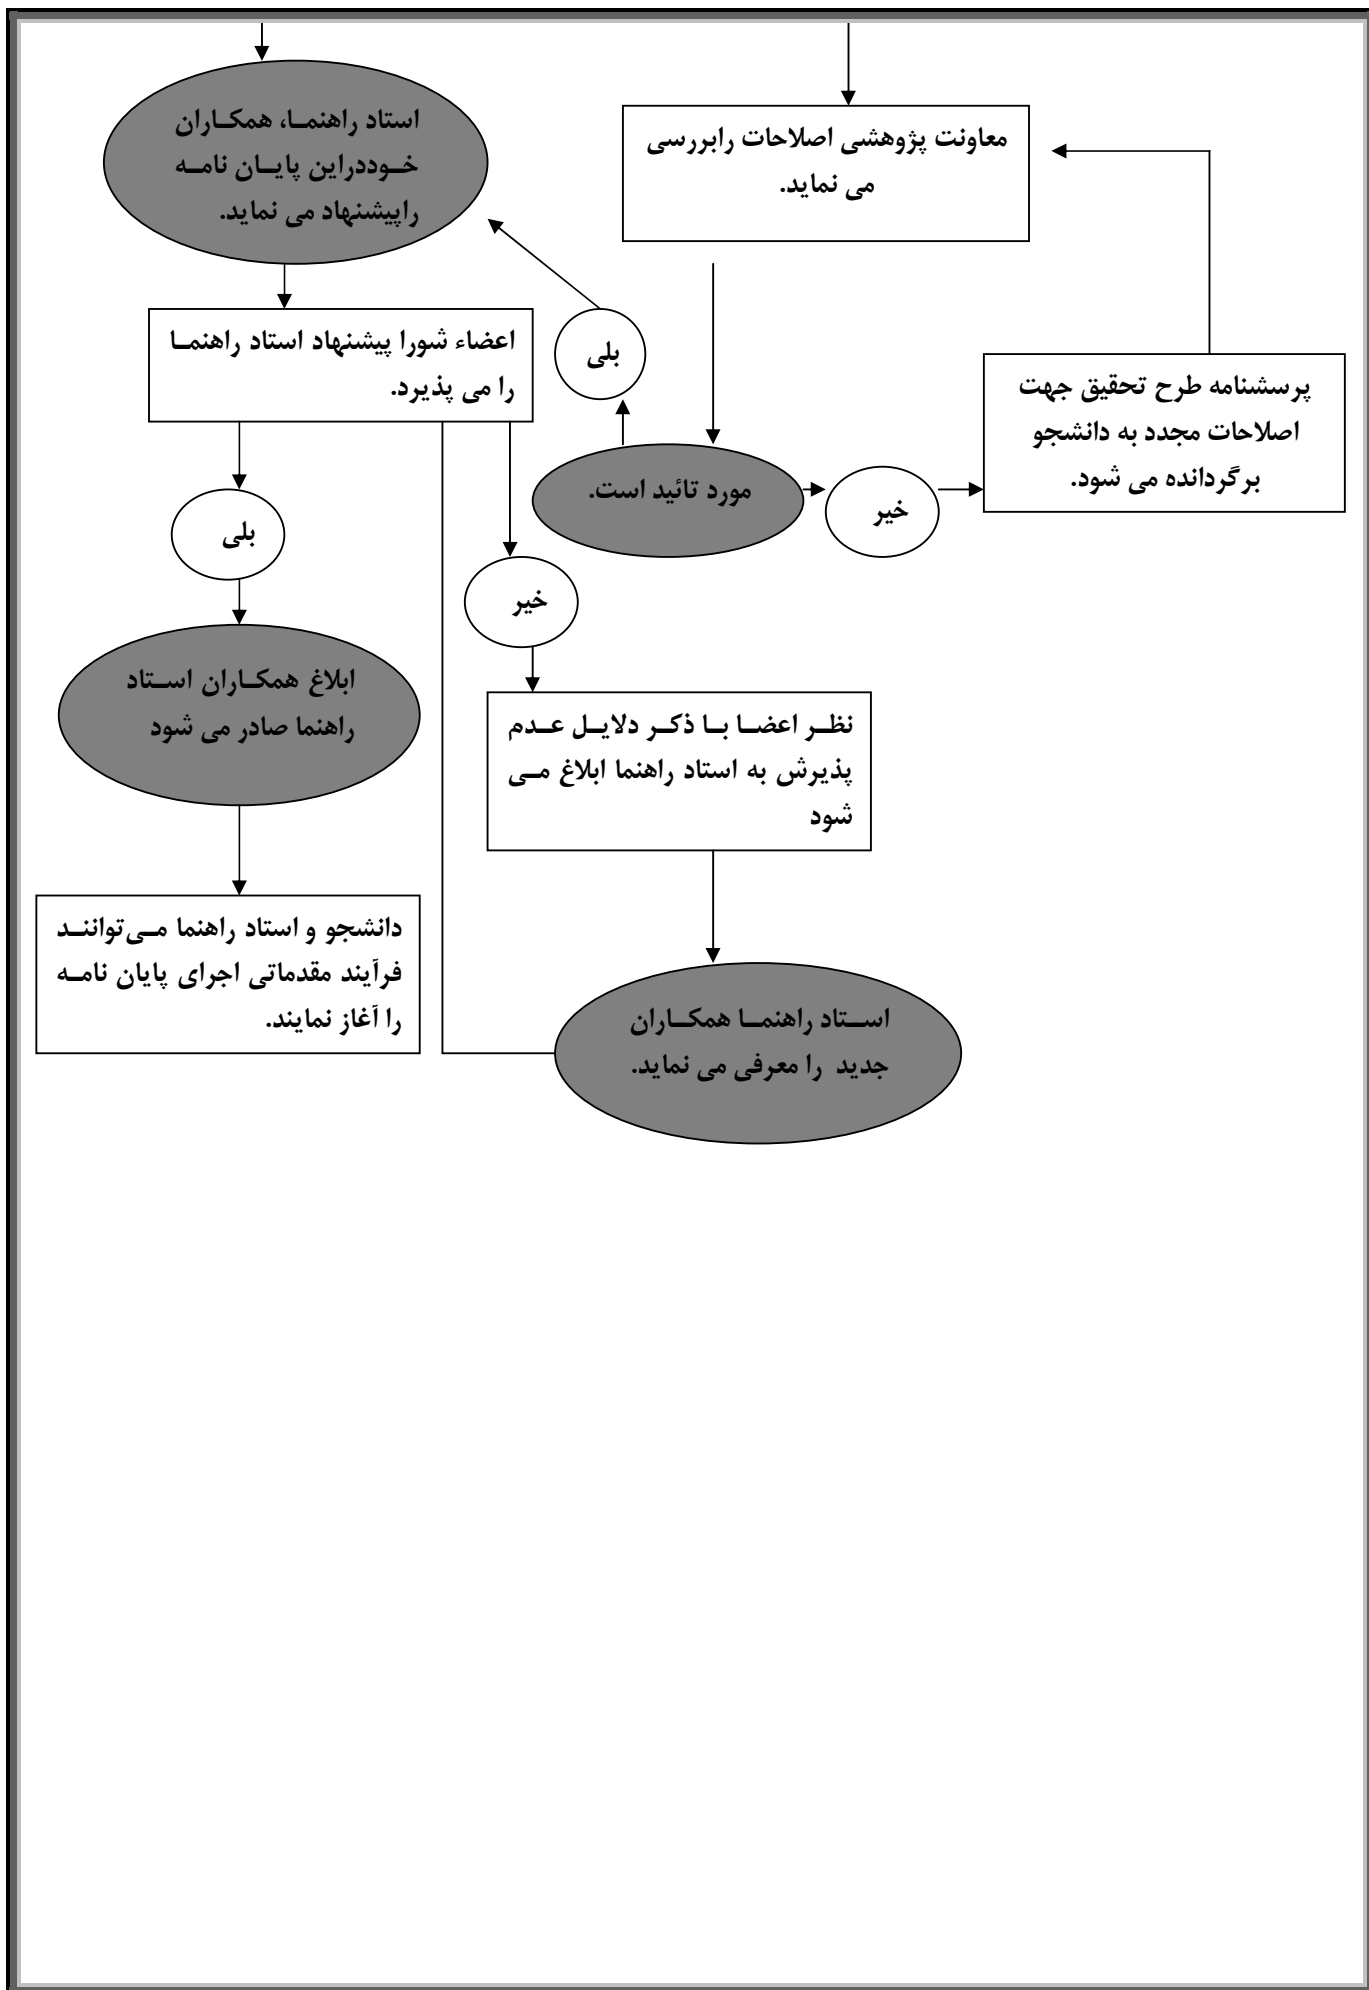 استاد راهنما، همکاران
خوددراین پایان نامه
راپیشنهاد می نماید.
معاونت پژوهشی اصلاحات رابررسی
می نماید.
اعضاء شورا پیشنهاد استاد راهنما
را می پذیرد.
بلی
پرسشنامه طرح تحقیق جهت
اصلاحات مجدد به دانشجو
برگردانده می شود.
مورد تائید است.
خیر
بلی
خیر
ابلاغ همکاران استاد
راهنما صادر می شود
نظر اعضا با ذکر دلایل عدم
پذیرش به استاد راهنما ابلاغ می
شود
دانشجو و استاد راهنما می‌توانند
فرآیند مقدماتی اجرای پایان نامه
را آغاز نمایند.
استاد راهنما همکاران
جدید را معرفی می نماید.